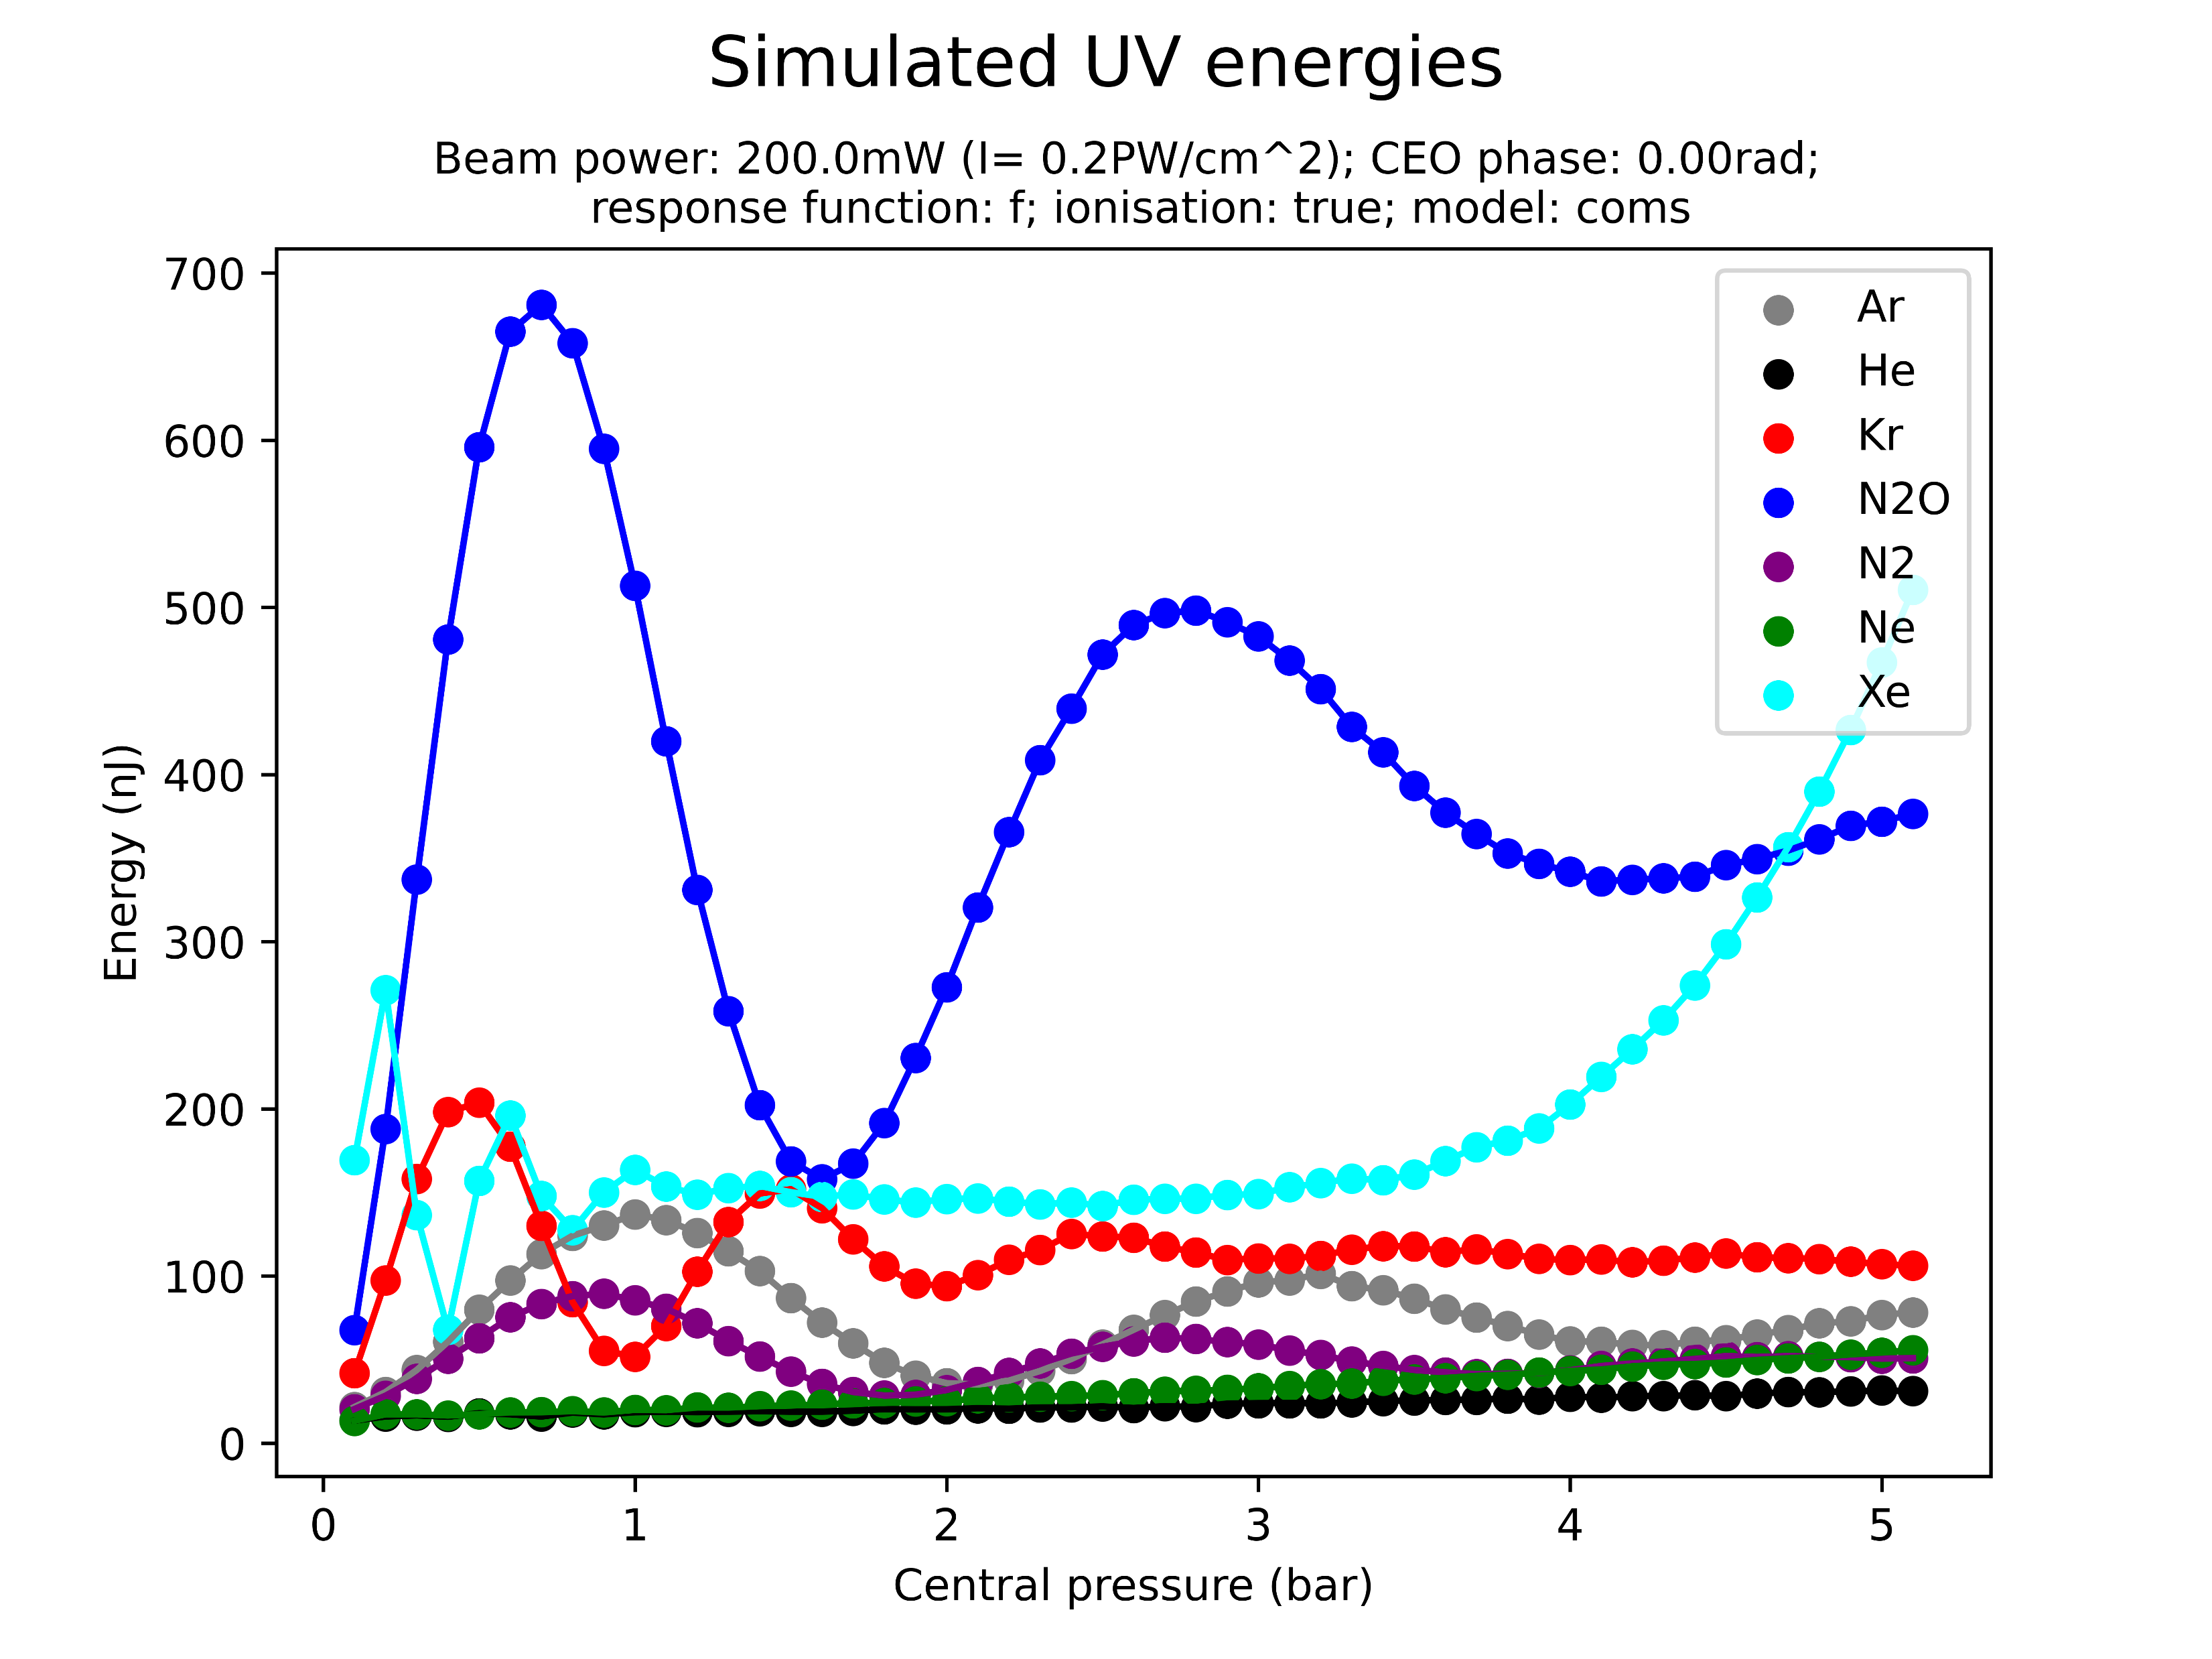 Simulated UV energies
Beam power: 200.0mW (I= 0.2PW/cm^2); CEO phase: 0.00rad;
response function: f; ionisation: true; model: coms
700
600
500
400
300
200
100
0
Energy (nJ)
Ar
He
Kr
N2O
N2
Ne
Xe
0 1 2 3 4 5
Central pressure (bar)